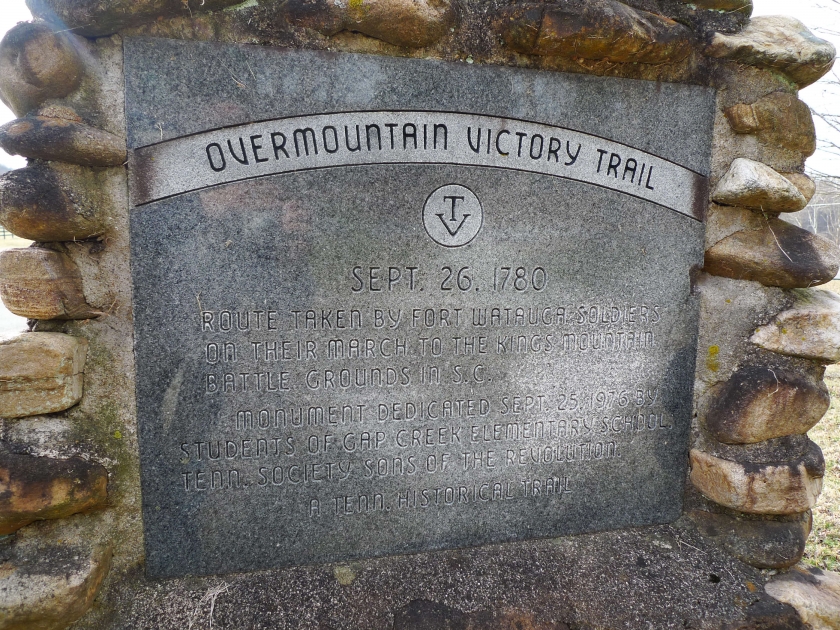 OVERMOUNTAIN VICTORY TRAIL
TV
SEPT. 26, 1780
ROUTE TAKEN BY FORT WATAUGA SOLDIERS
ON THEIR MARCH TO THE KINGS MOUNTAIN
BATTLE GROUNDS IN S.C.
MONUMENT DEDICATED SEPT. 25, 1976 BY
STUDENTS OF GAP CREEK ELEMENTARY SCHOOL,
TENN. SOCIETY SONS OF THE REVOLUTION.
A TENN. HISTORICAL TRAIL